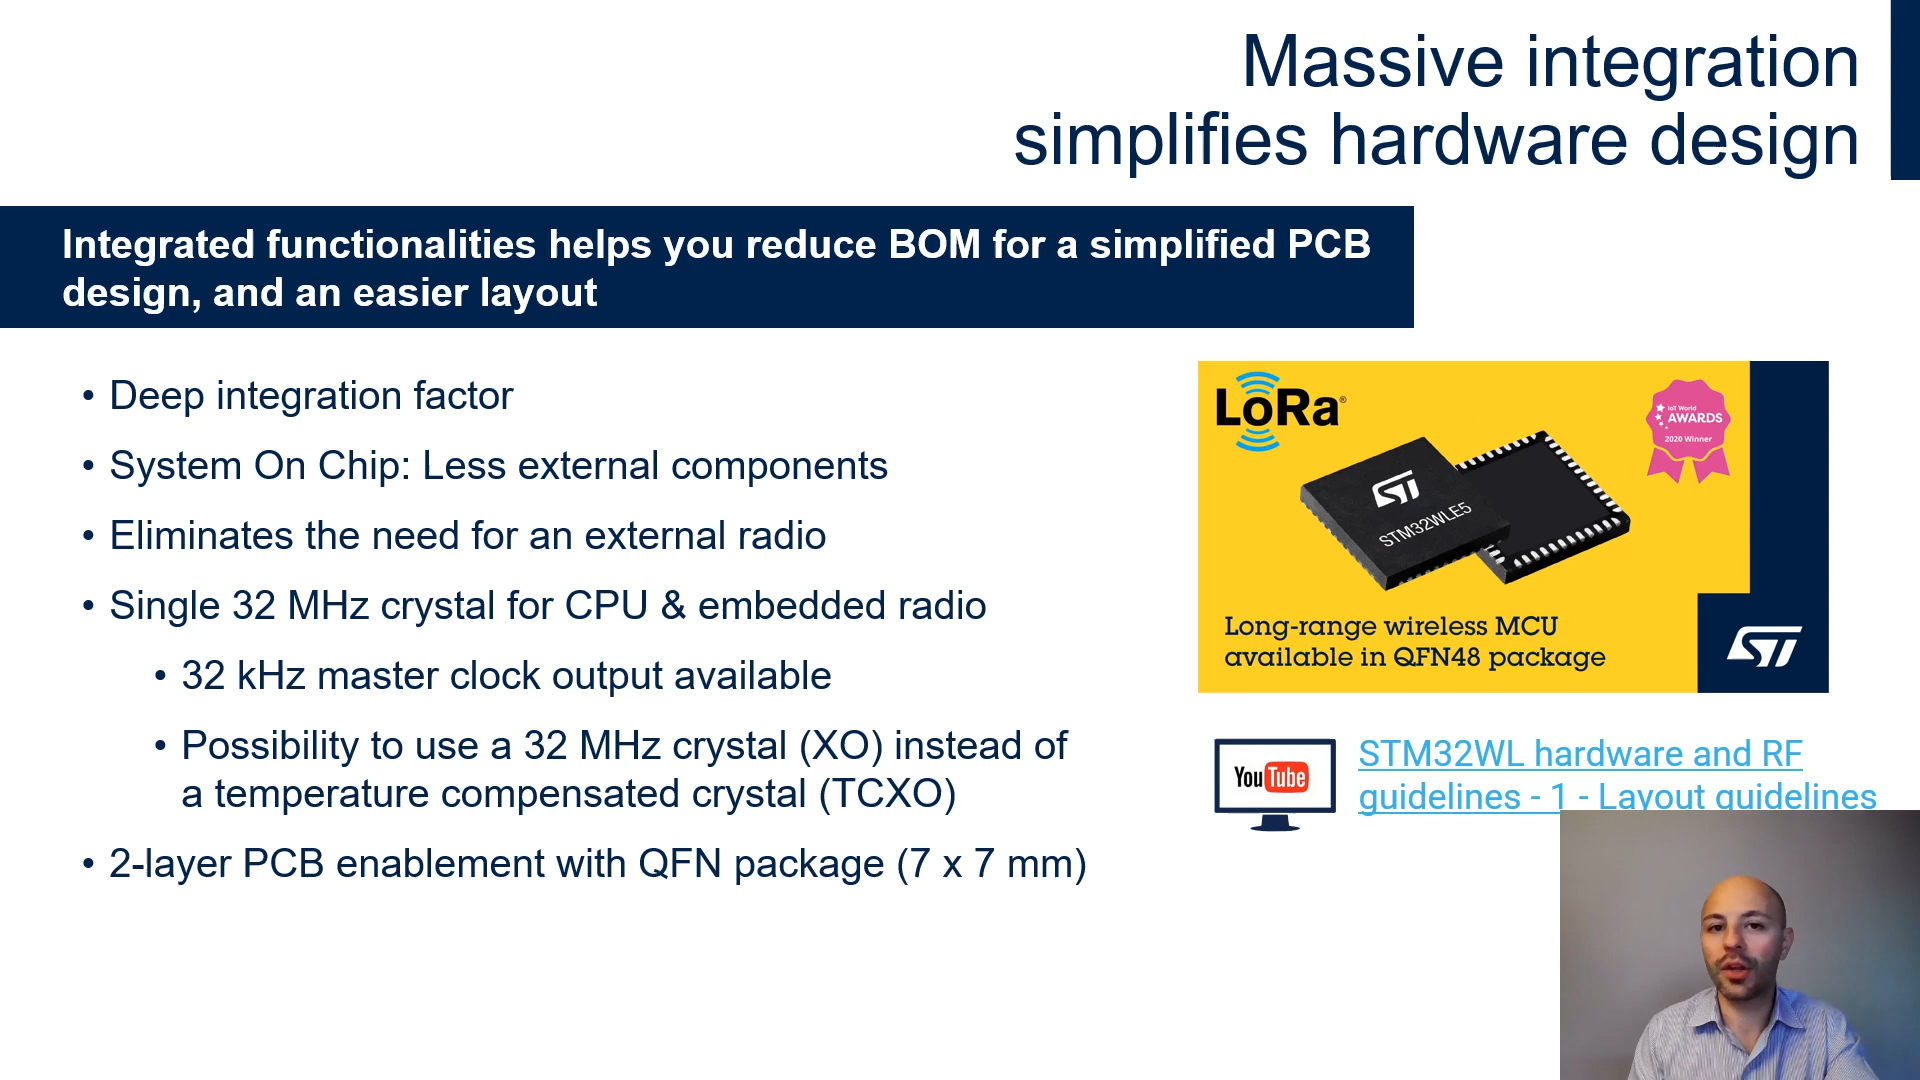 Massive integration
simplifies hardware design
Integrated functionalities helps you reduce BOM for a simplified PCB
design, and an easier layout
• Deep integration factor
• System On Chip: Less external components
• Eliminates the need for an external radio
• Single 32 MHz crystal for CPU & embedded radio
• 32 kHz master clock output available
• Possibility to use a 32 MHz crystal (XO) instead of
a temperature compensated crystal (TCXO)
• 2-layer PCB enablement with QFN package (7 x 7 mm)
LoRa®
IoT World
AWARDS
2020 Winner
ST
STM32WLE5
Long-range wireless MCU
available in QFN48 package
ST
YouTube
STM32WL hardware and RF
guidelines - 1 - Layout guidelines